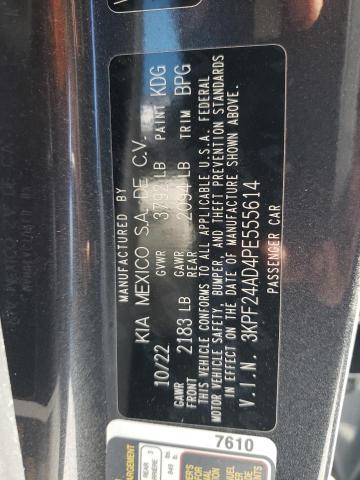 MANUFACTURED BY
KIA MEXICO S.A. DE C.V.
10/22 GVWR 3792 LB PAINT KDG
GAWR FRONT 2183 LB GAWR REAR 2094 LB TRIM BPG
THIS VEHICLE CONFORMS TO ALL APPLICABLE U.S.A. FEDERAL
MOTOR VEHICLE SAFETY, BUMPER, AND THEFT PREVENTION STANDARDS
IN EFFECT ON THE DATE OF MANUFACTURE SHOWN ABOVE.
V.I.N. 3KPF24AD4PE555614
PASSENGER CAR
7610
REAR 3